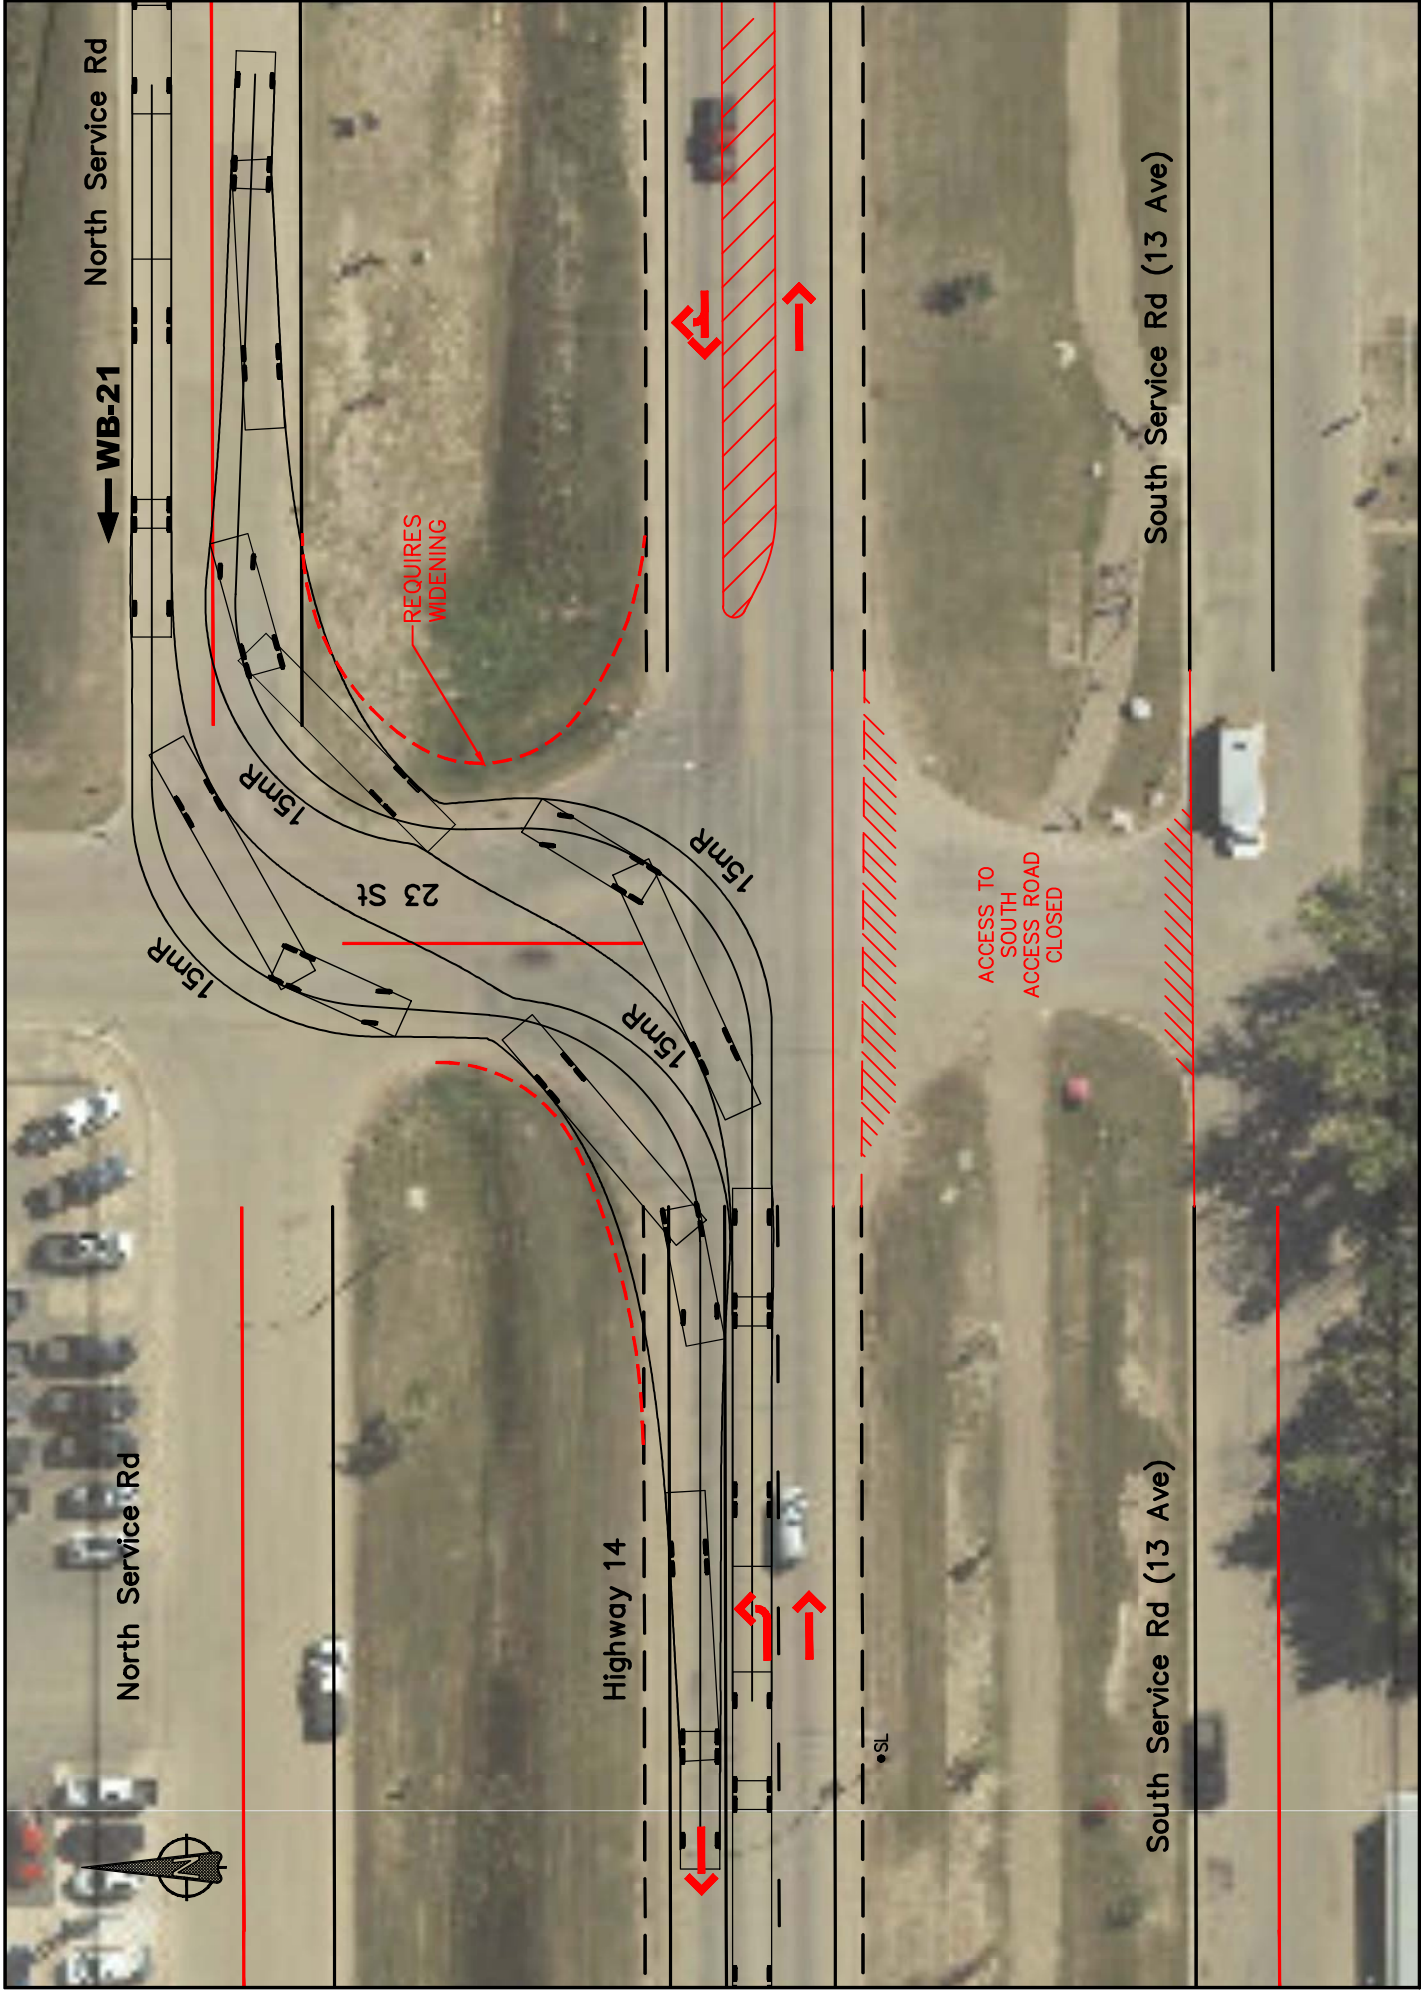 North Service Rd
WB-21
REQUIRES
WIDENING
South Service Rd (13 Ave)
15mR
15mR
15mR
15mR
23 St
ACCESS TO
SOUTH
ACCESS ROAD
CLOSED
North Service Rd
Highway 14
SL
South Service Rd (13 Ave)
N